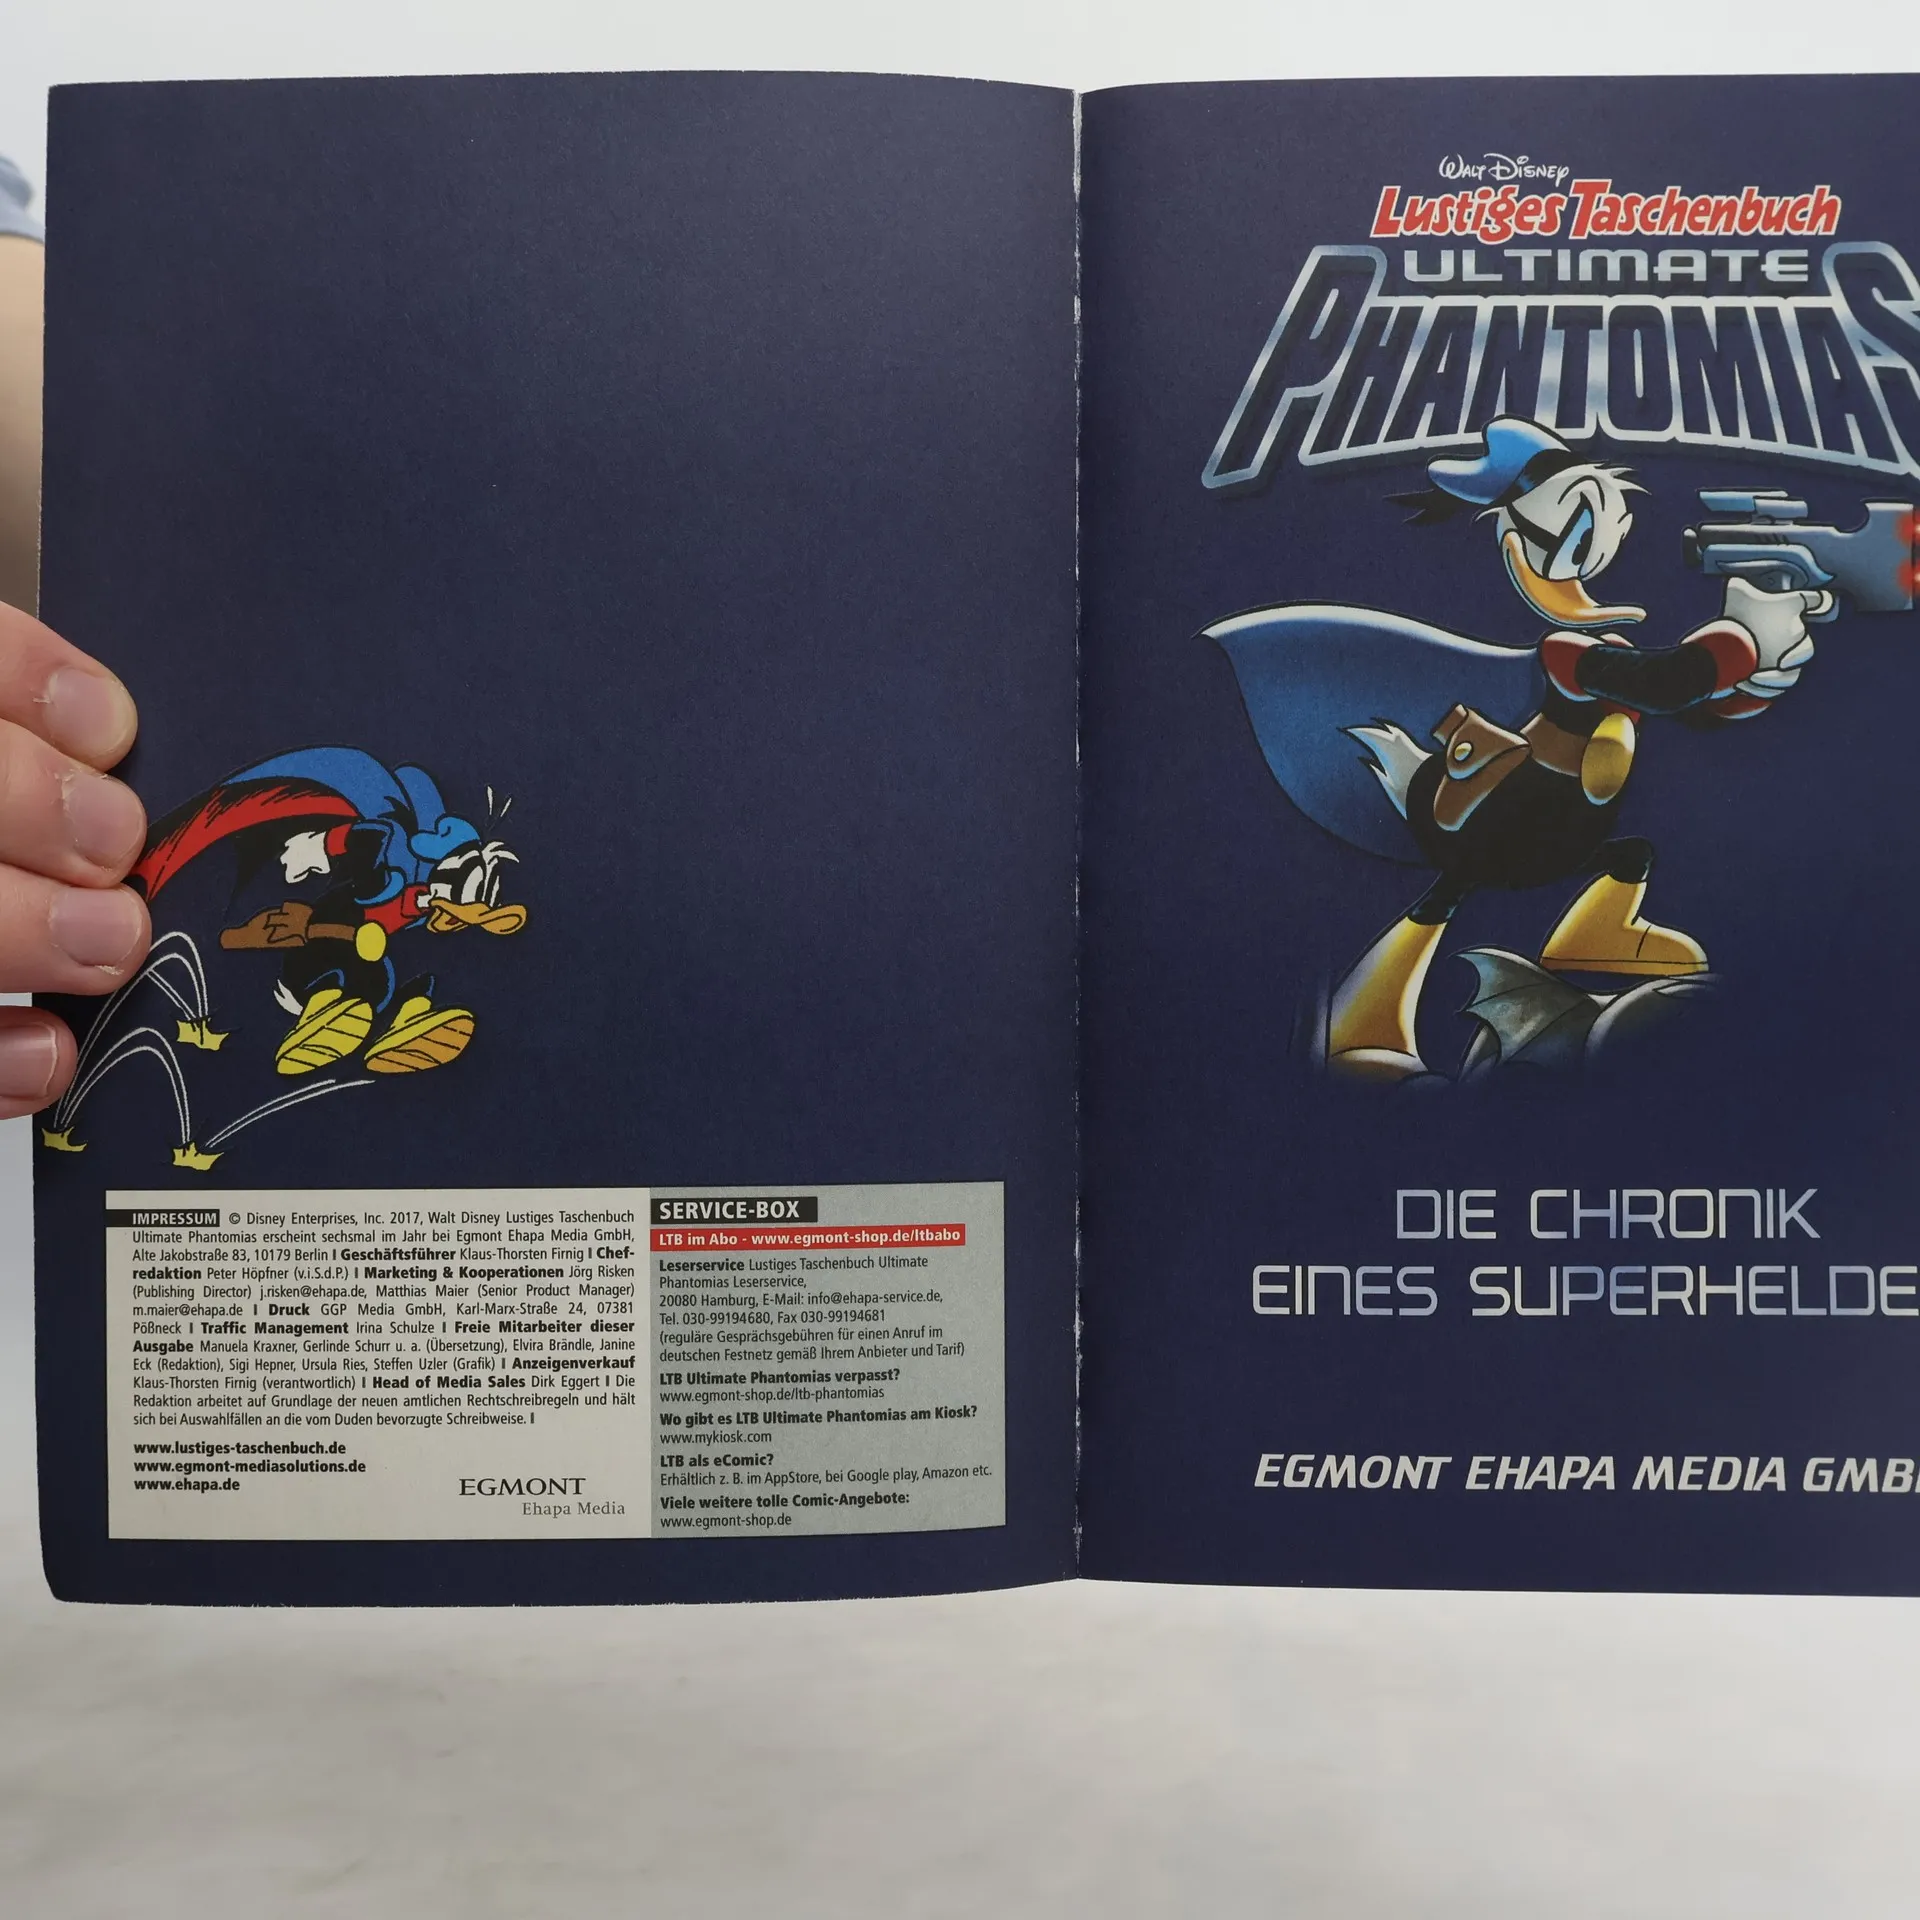 IMPRESSUM © Disney Enterprises, Inc. 2017, Walt Disney Lustiges Taschenbuch
Ultimate Phantomias erscheint sechsmal im Jahr bei Egmont Ehapa Media GmbH,
Alte Jakobstraße 83, 10179 Berlin I Geschäftsführer Klaus-Thorsten Firnig I Chef-
redaktion Peter Höpfner (v.i.S.d.P.) I Marketing & Kooperationen Jörg Risken
(Publishing Director) j.risken@ehapa.de, Matthias Maier (Senior Product Manager)
m.maier@ehapa.de I Druck GGP Media GmbH, Karl-Marx-Straße 24, 07381
Pößneck I Traffic Management Irina Schulze I Freie Mitarbeiter dieser
Ausgabe Manuela Kraxner, Gerlinde Schurr u. a. (Übersetzung), Elvira Brändle, Janine
Eck (Redaktion), Sigi Hepner, Ursula Ries, Steffen Uzler (Grafik) I Anzeigenverkauf
Klaus-Thorsten Firnig (verantwortlich) I Head of Media Sales Dirk Eggert I Die
Redaktion arbeitet auf Grundlage der neuen amtlichen Rechtschreibregeln und hält
sich bei Auswahlfällen an die vom Duden bevorzugte Schreibweise. I
www.lustiges-taschenbuch.de
www.egmont-mediasolutions.de
www.ehapa.de
EGMONT
Ehapa Media
SERVICE-BOX
LTB im Abo - www.egmont-shop.de/ltbabo
Leserservice Lustiges Taschenbuch Ultimate
Phantomias Leserservice,
20080 Hamburg, E-Mail: info@ehapa-service.de,
Tel. 030-99194680, Fax 030-99194681
(reguläre Gesprächsgebühren für einen Anruf im
deutschen Festnetz gemäß Ihrem Anbieter und Tarif)
LTB Ultimate Phantomias verpasst?
www.egmont-shop.de/ltb-phantomias
Wo gibt es LTB Ultimate Phantomias am Kiosk?
www.mykiosk.com
LTB als eComic?
Erhältlich z. B. im AppStore, bei Google play, Amazon etc.
Viele weitere tolle Comic-Angebote:
www.egmont-shop.de
WALT DISNEY
LUSTIGES TASCHENBUCH
ULTIMATE
PHANTOMIAS
DIE CHRONIK
EINES SUPERHELDE
EGMONT EHAPA MEDIA GMB